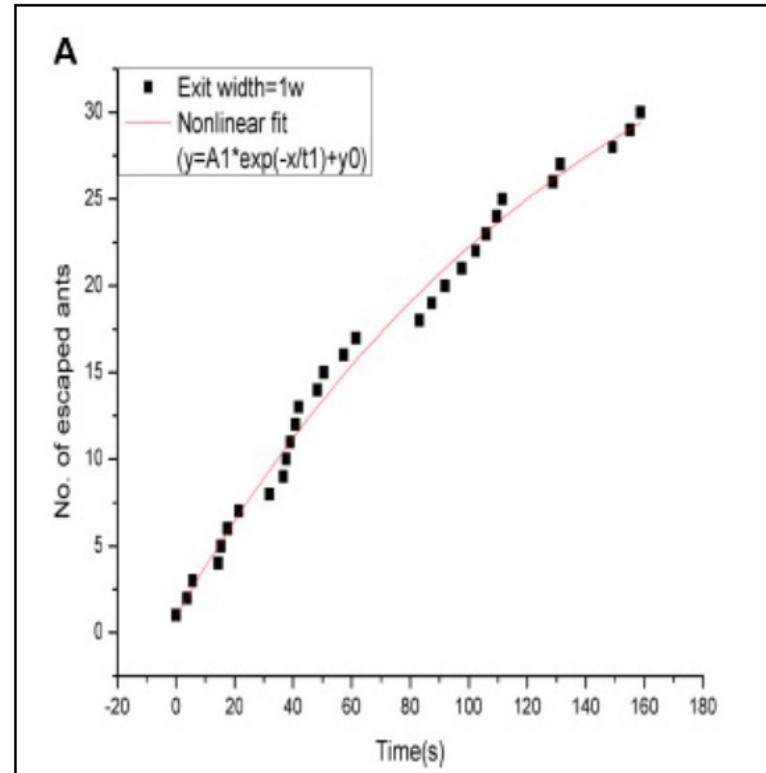 A
Exit width=1w
Nonlinear fit
(y=A1*exp(-x/t1)+y0)
30
25
20
15
10
5
0
No. of escaped ants
-20 0 20 40 60 80 100 120 140 160 180
Time(s)